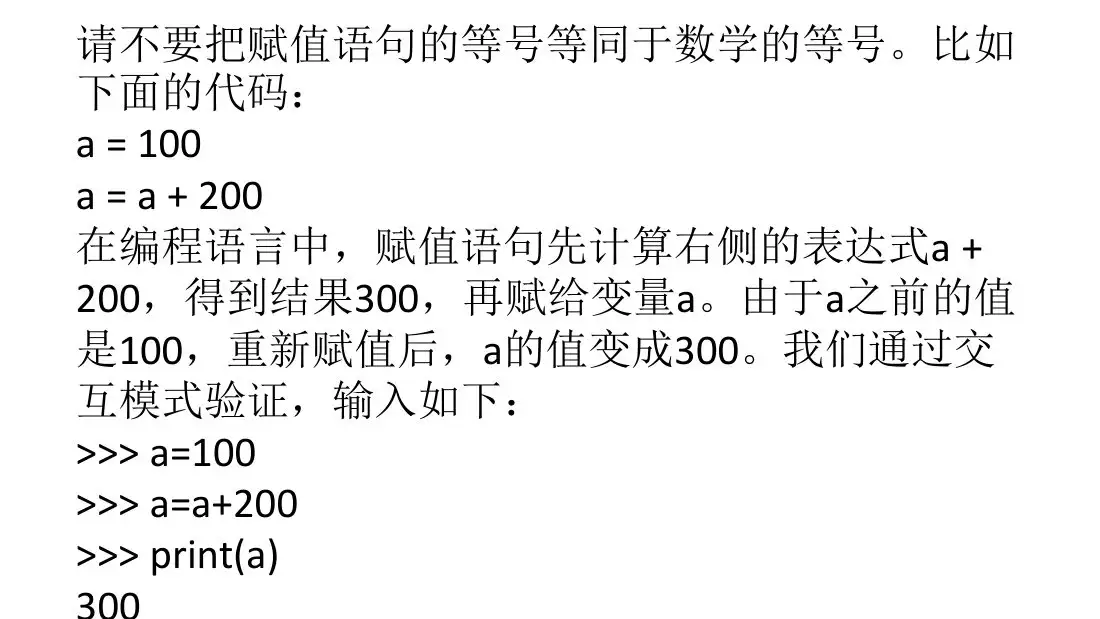 请不要把赋值语句的等号等同于数学的等号。比如
下面的代码：
a = 100
a = a + 200
在编程语言中，赋值语句先计算右侧的表达式a +
200，得到结果300，再赋给变量a。由于a之前的值
是100，重新赋值后，a的值变成300。我们通过交
互模式验证，输入如下：
>>> a=100
>>> a=a+200
>>> print(a)
300